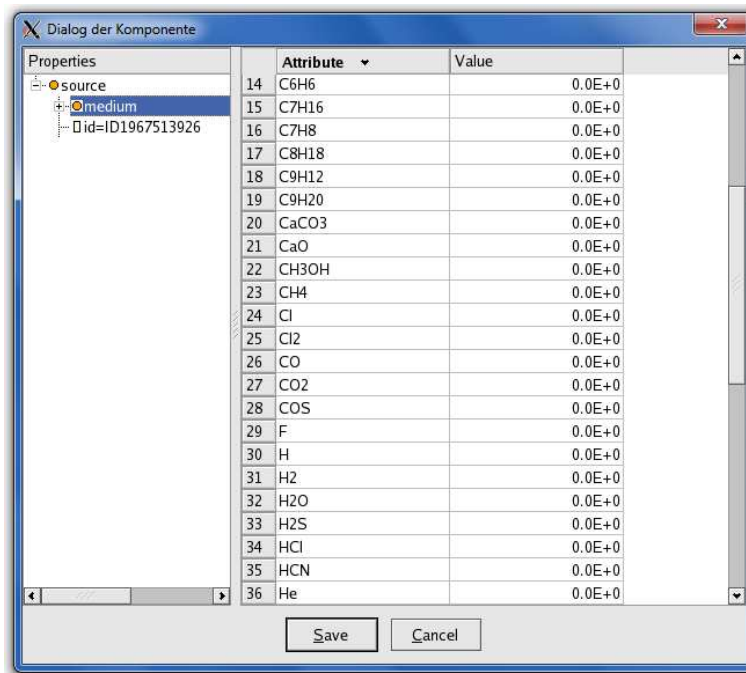 Dialog der Komponente
Properties
source
medium
id=ID1967513926
Attribute Value
14 C6H6 0.0E+0
15 C7H16 0.0E+0
16 C7H8 0.0E+0
17 C8H18 0.0E+0
18 C9H12 0.0E+0
19 C9H20 0.0E+0
20 CaCO3 0.0E+0
21 CaO 0.0E+0
22 CH3OH 0.0E+0
23 CH4 0.0E+0
24 Cl 0.0E+0
25 Cl2 0.0E+0
26 CO 0.0E+0
27 CO2 0.0E+0
28 COS 0.0E+0
29 F 0.0E+0
30 H 0.0E+0
31 H2 0.0E+0
32 H2O 0.0E+0
33 H2S 0.0E+0
34 HCl 0.0E+0
35 HCN 0.0E+0
36 He 0.0E+0
Save Cancel